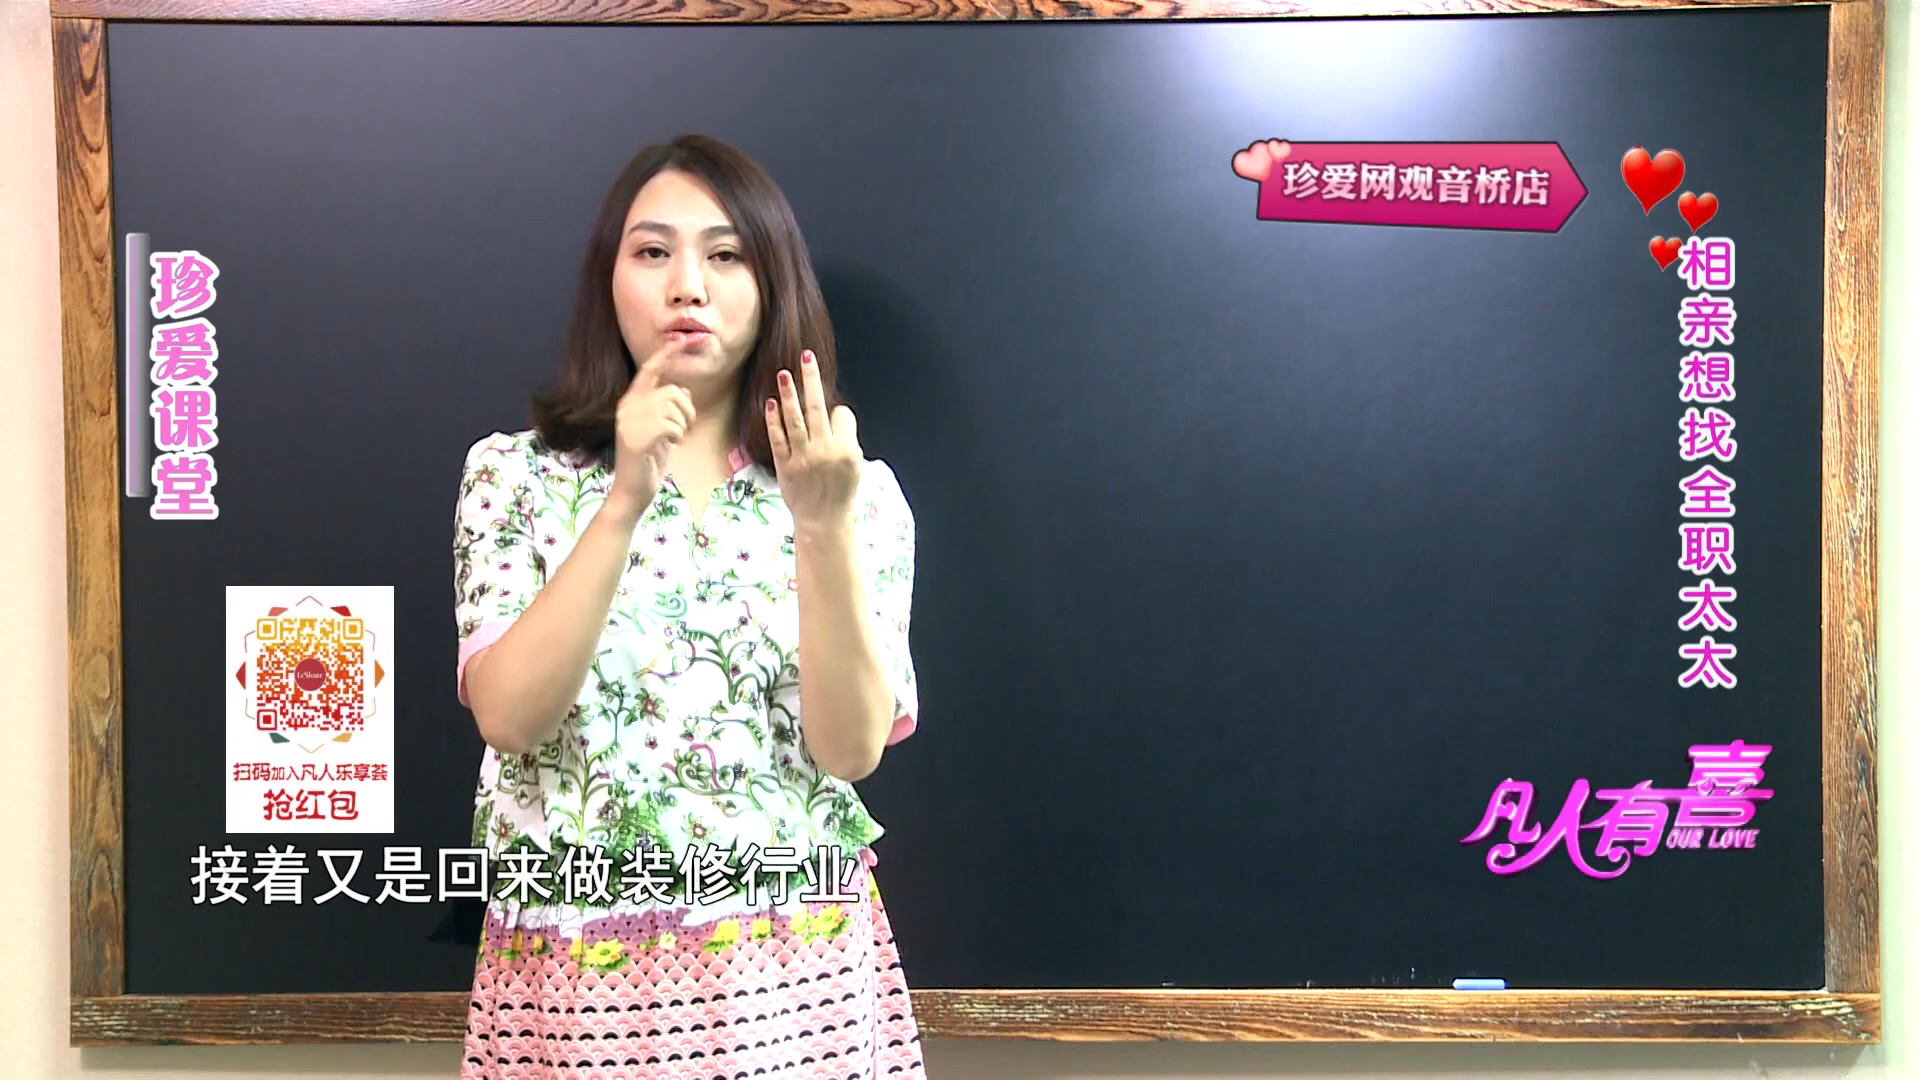 珍爱网观音桥店
珍爱课堂
相亲想找全职太太
LeShare
扫码加入凡人乐享荟
抢红包
凡人有喜
OUR LOVE
接着又是回来做装修行业